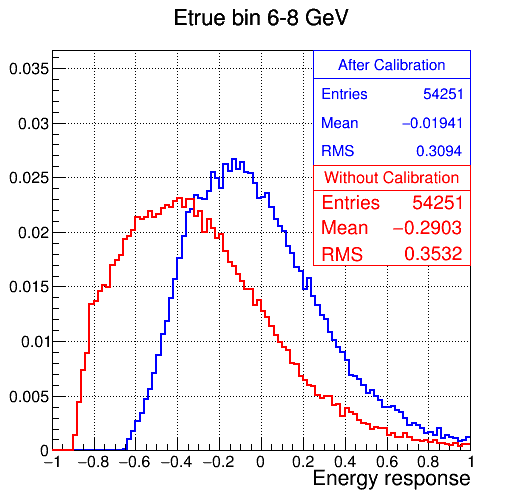 Etrue bin 6-8 GeV
After Calibration
Entries 54251
Mean −0.01941
RMS 0.3094
Without Calibration
Entries 54251
Mean −0.2903
RMS 0.3532
0.035
0.03
0.025
0.02
0.015
0.01
0.005
0
−1 −0.8 −0.6 −0.4 −0.2 0 0.2 0.4 0.6 0.8 1
Energy response